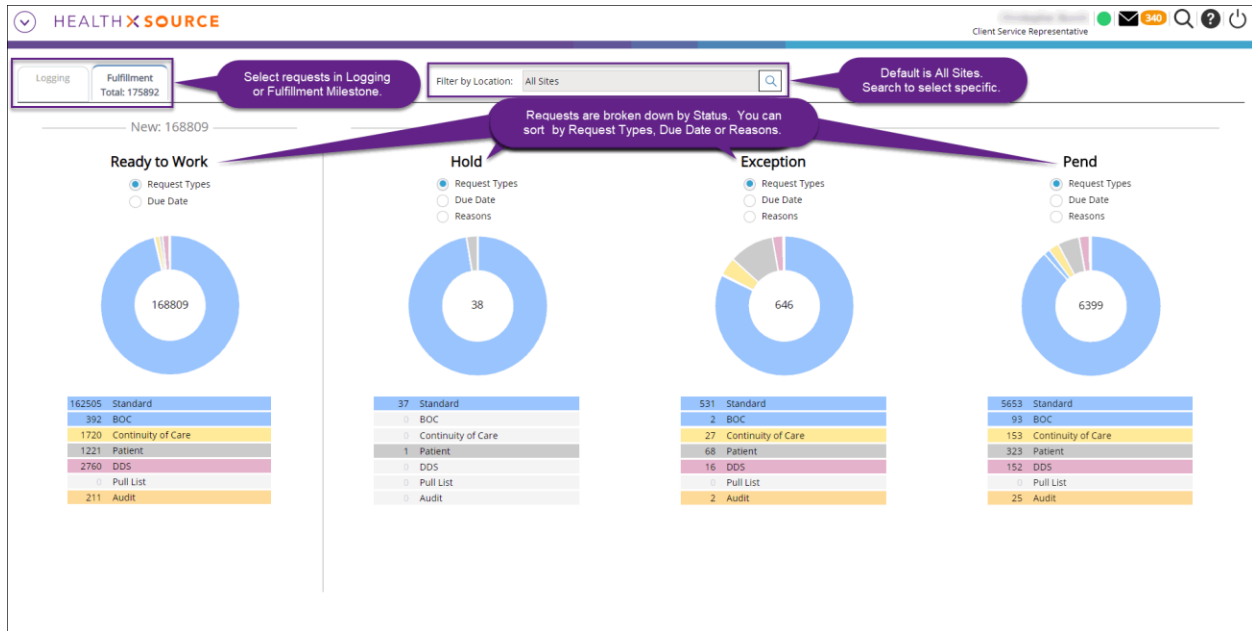 HEALTHXSOURCE
Client Service Representative
340
Logging
Fulfillment
Total: 175892
Select requests in Logging
or Fulfillment Milestone.
Filter by Location: All Sites
Default is All Sites.
Search to select specific.
New: 168809
Requests are broken down by Status. You can
sort by Request Types, Due Date or Reasons.
Ready to Work
Request Types
Due Date
168809
162505 Standard
392 BOC
1720 Continuity of Care
1221 Patient
2760 DDS
0 Pull List
211 Audit
Hold
Request Types
Due Date
Reasons
38
37 Standard
0 BOC
0 Continuity of Care
1 Patient
0 DDS
0 Pull List
0 Audit
Exception
Request Types
Due Date
Reasons
646
531 Standard
2 BOC
27 Continuity of Care
68 Patient
16 DDS
0 Pull List
2 Audit
Pend
Request Types
Due Date
Reasons
6399
5653 Standard
93 BOC
153 Continuity of Care
323 Patient
152 DDS
0 Pull List
25 Audit